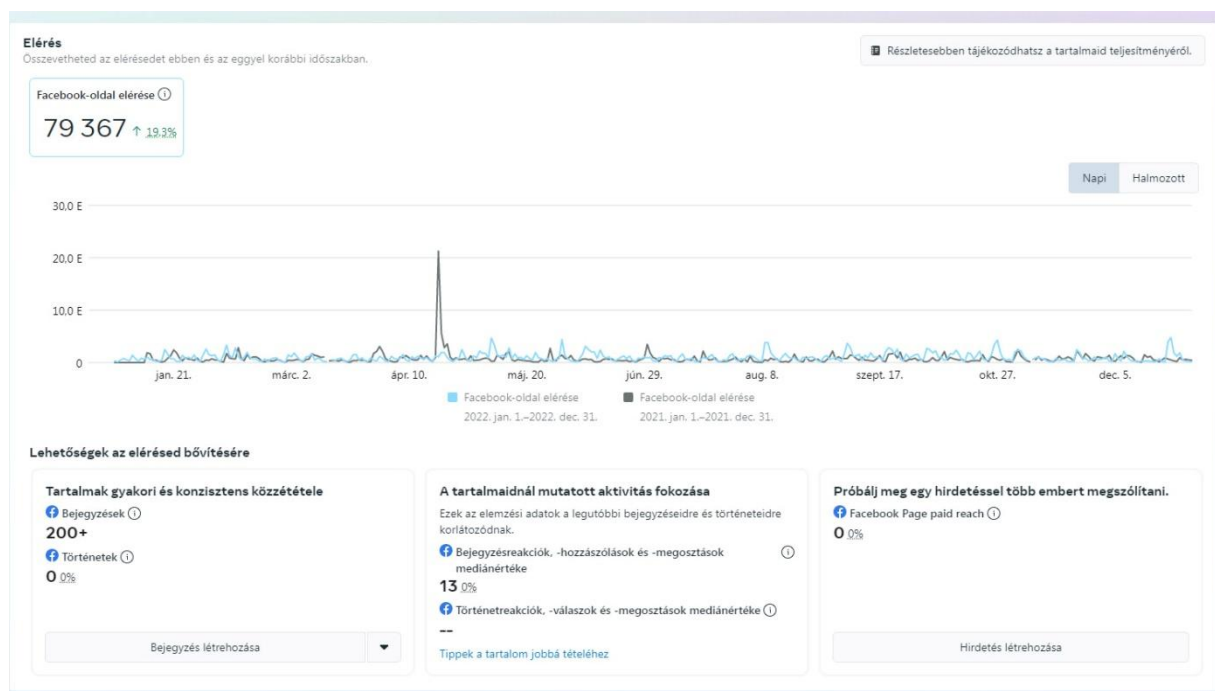 Elérés
Összevetheted az elérésedet ebben és az eggyel korábbi időszakban.
Részletesebben tájékozódhatsz a tartalmaid teljesítményéről.
Facebook-oldal elérése
79 367 ↑ 19,3%
Napi Halmozott
30,0 E
20,0 E
10,0 E
0
jan. 21. márc. 2. ápr. 10. máj. 20. jún. 29. aug. 8. szept. 17. okt. 27. dec. 5.
Facebook-oldal elérése Facebook-oldal elérése
2022. jan. 1.–2022. dec. 31. 2021. jan. 1.–2021. dec. 31.
Lehetőségek az elérésed bővítésére
Tartalmak gyakori és konzisztens közzététele
Bejegyzések
200+
Történetek
0 0%
Bejegyzés létrehozása
A tartalmaidnál mutatott aktivitás fokozása
Ezek az elemzési adatok a legutóbbi bejegyzéseidre és történeteidre
korlátozódnak.
Bejegyzésreakciók, -hozzászólások és -megosztások
mediánértéke
13 0%
Történetreakciók, -válaszok és -megosztások mediánértéke
--
Tippek a tartalom jobbá tételéhez
Próbálj meg egy hirdetéssel több embert megszólítani.
Facebook Page paid reach
0 0%
Hirdetés létrehozása